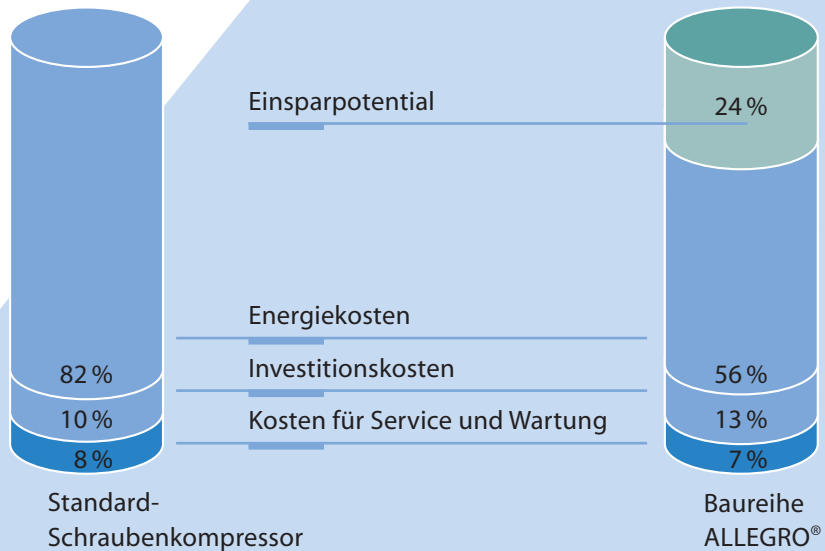 Einsparpotential
24 %
Energiekosten
82 %
Investitionskosten
56 %
10 %
Kosten für Service und Wartung
13 %
8 %
7 %
Standard-
Schraubenkompressor
Baureihe
ALLEGRO®